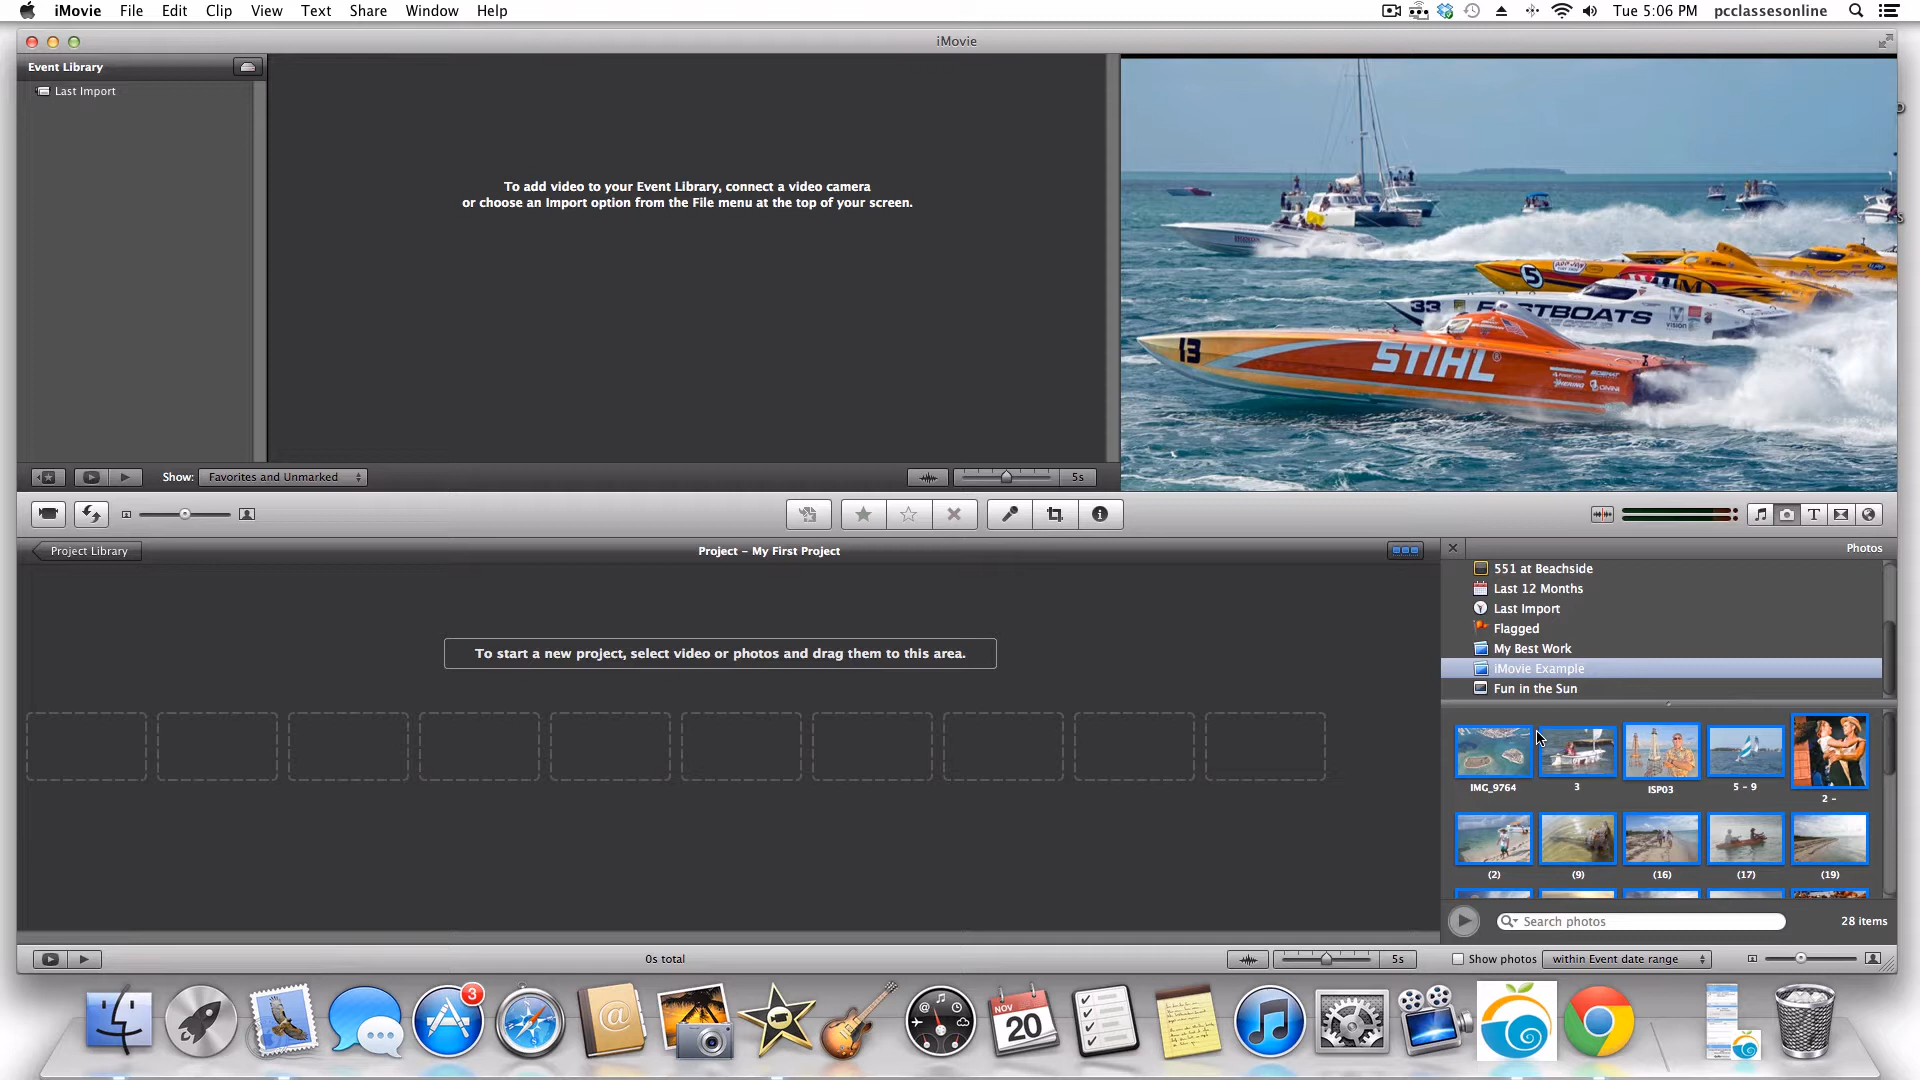 iMovie File Edit Clip View Text Share Window Help Tue 5:06 PM pcclassesonline
iMovie
Event Library
Last Import
To add video to your Event Library, connect a video camera
or choose an Import option from the File menu at the top of your screen.
5
33 FASTBOATS
13 STIHL®
Show: Favorites and Unmarked 5s
Project Library Project – My First Project Photos
551 at Beachside
Last 12 Months
Last Import
Flagged
My Best Work
iMovie Example
Fun in the Sun
To start a new project, select video or photos and drag them to this area.
IMG_9764 3 ISP03 5 – 9 2 –
(2) (9) (16) (17) (19)
Search photos 28 items
0s total 5s Show photos within Event date range
3
NOV
20